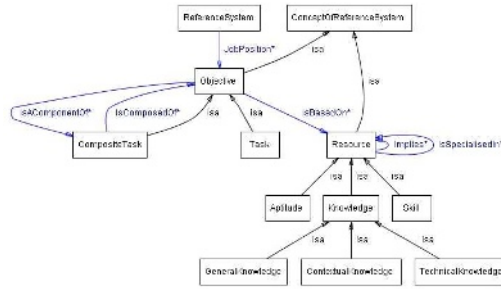 ReferenceSystem
ConceptOfReferenceSystem
JobPosition*
isa
isa
Objective
isAComponentOf*
isComposedOf*
isa
isa
isBasedOn*
CompositeTask
Task
Resource
Implies*
isSpecialisedIn*
isa
isa
isa
Aptitude
Knowledge
Skill
isa
isa
isa
GeneralKnowledge
ContextualKnowledge
TechnicalKnowledge